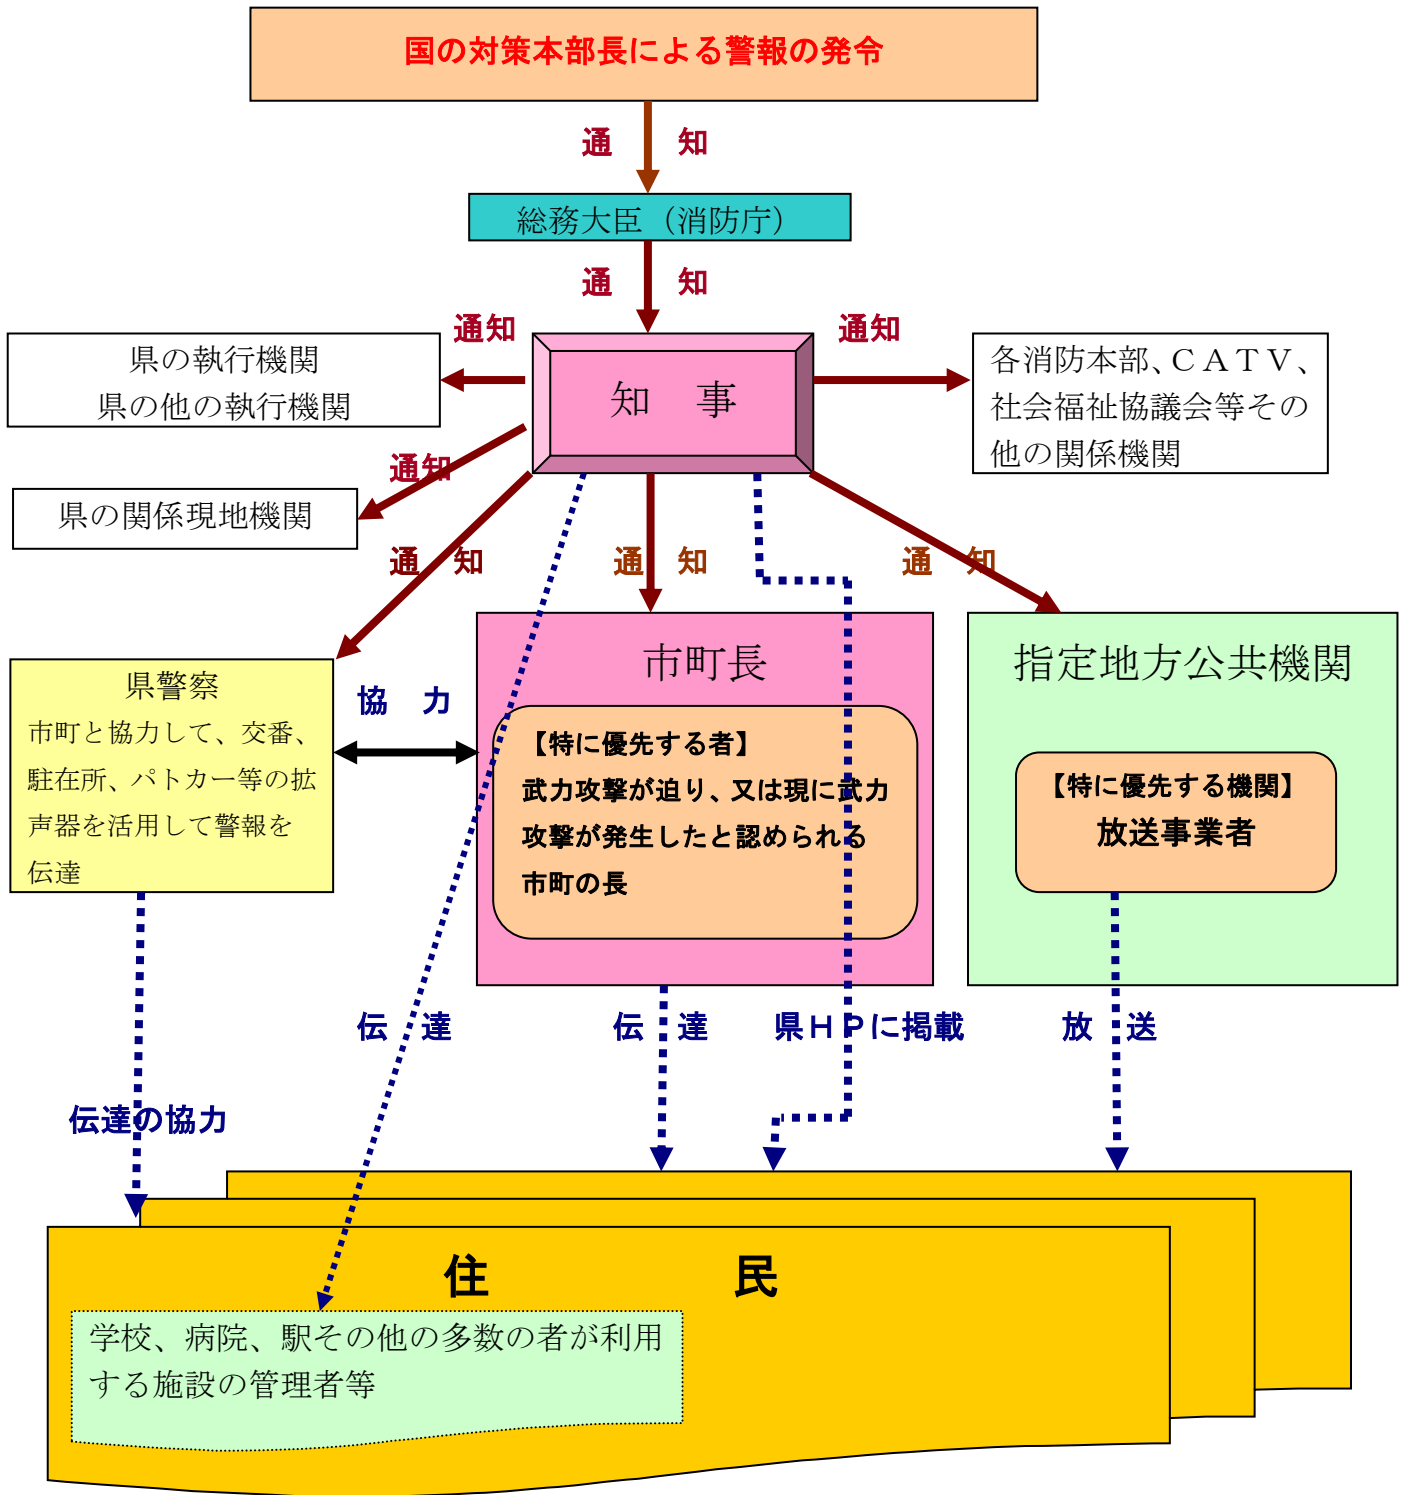 国の対策本部長による警報の発令
通　知
総務大臣（消防庁）
通　知
通知
通知
県の執行機関
県の他の執行機関
知　事
各消防本部、ＣＡＴＶ、
社会福祉協議会等その
他の関係機関
通知
県の関係現地機関
通　知
通　知
通　知
県警察
市町と協力して、交番、
駐在所、パトカー等の拡
声器を活用して警報を
伝達
協　力
市町長
【特に優先する者】
武力攻撃が迫り、又は現に武力
攻撃が発生したと認められる
市町の長
指定地方公共機関
【特に優先する機関】
放送事業者
伝　達
伝　達
県ＨＰに掲載
放　送
伝達の協力
住　民
学校、病院、駅その他の多数の者が利用
する施設の管理者等